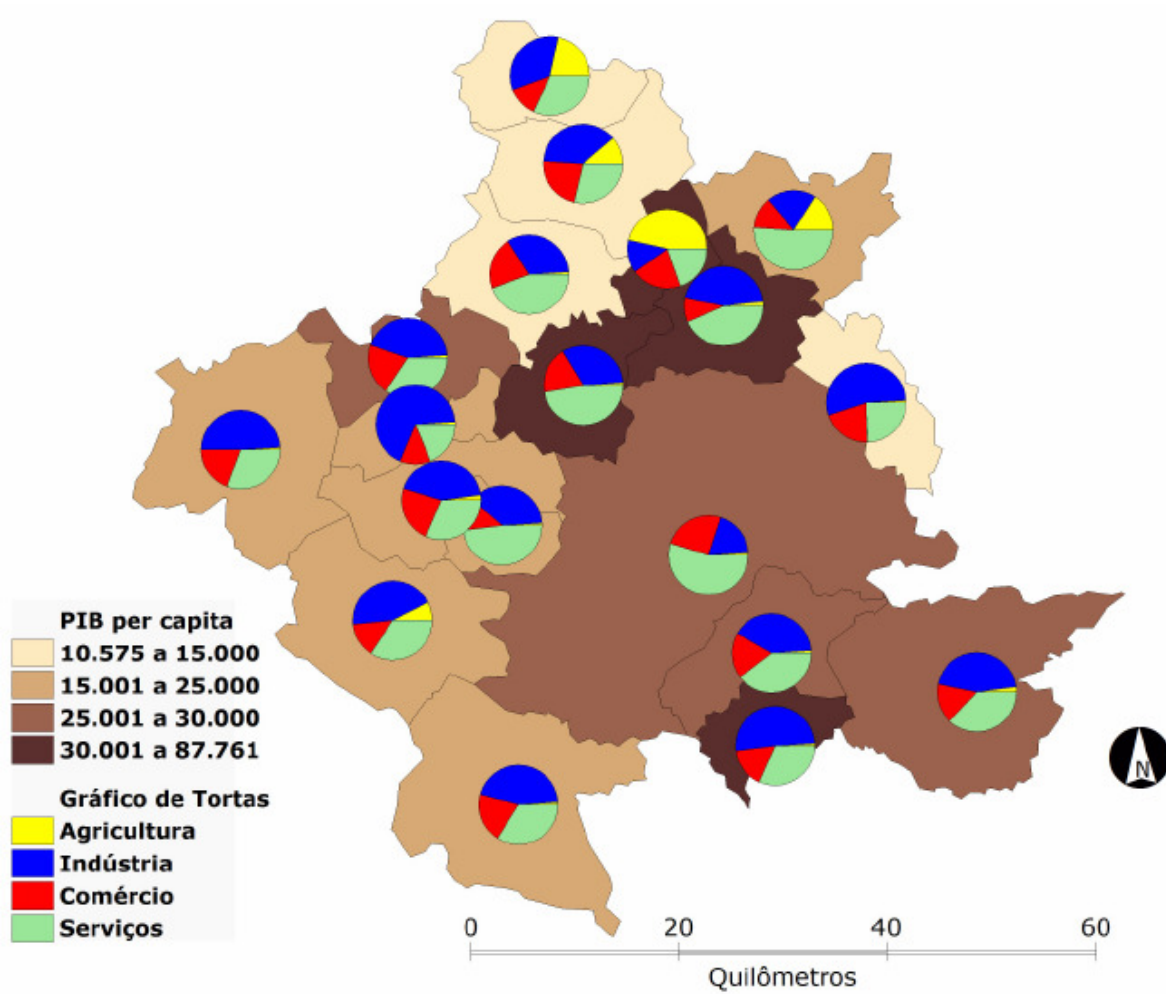 PIB per capita
10.575 a 15.000
15.001 a 25.000
25.001 a 30.000
30.001 a 87.761
Gráfico de Tortas
Agricultura
Indústria
Comércio
Serviços
N
0 20 40 60
Quilômetros